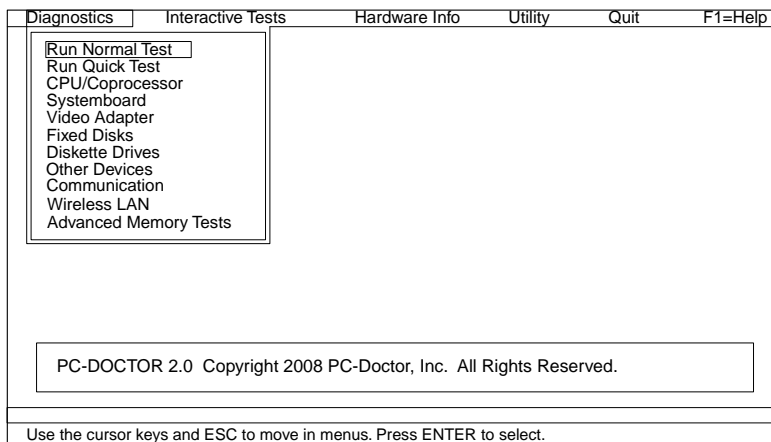 Diagnostics Interactive Tests Hardware Info Utility Quit F1=Help
Run Normal Test
Run Quick Test
CPU/Coprocessor
Systemboard
Video Adapter
Fixed Disks
Diskette Drives
Other Devices
Communication
Wireless LAN
Advanced Memory Tests
PC-DOCTOR 2.0 Copyright 2008 PC-Doctor, Inc. All Rights Reserved.
Use the cursor keys and ESC to move in menus. Press ENTER to select.